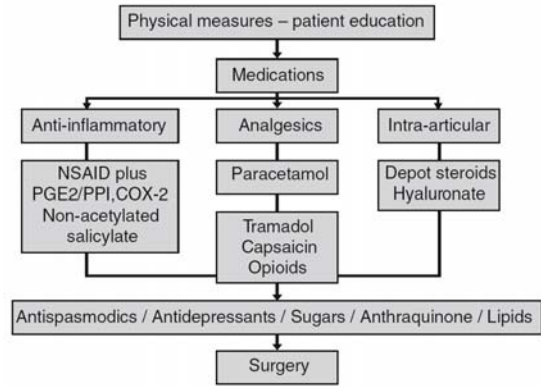 Physical measures – patient education
Medications
Anti-inflammatory
Analgesics
Intra-articular
NSAID plus
PGE2/PPI,COX-2
Non-acetylated
salicylate
Paracetamol
Depot steroids
Hyaluronate
Tramadol
Capsaicin
Opioids
Antispasmodics / Antidepressants / Sugars / Anthraquinone / Lipids
Surgery